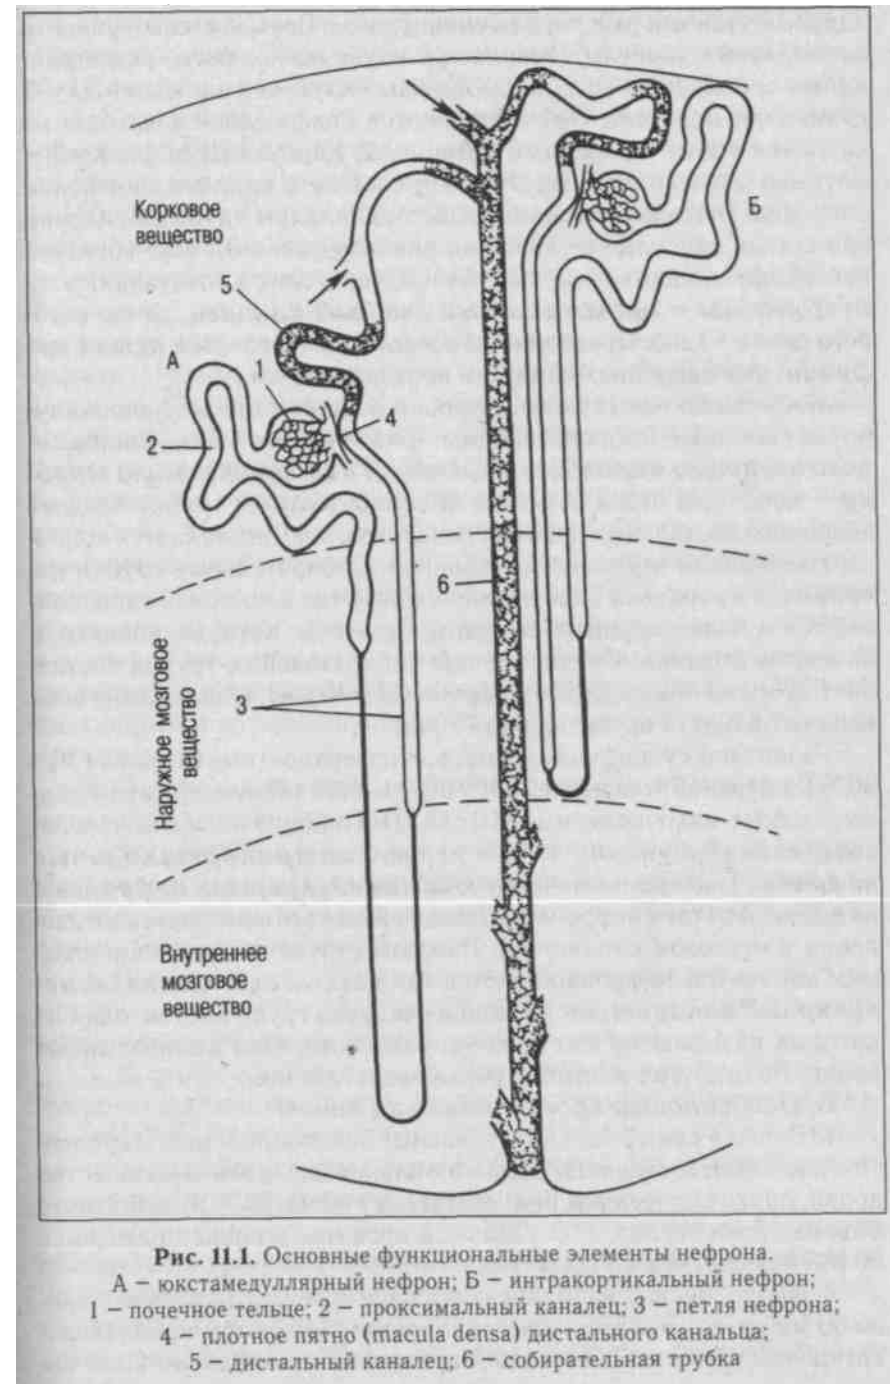 Корковое
вещество
Б
5
А
1
4
2
6
3
Наружное мозговое
вещество
Внутреннее
мозговое
вещество
Рис. 11.1. Основные функциональные элементы нефрона.
А – юкстамедуллярный нефрон; Б – интракортикальный нефрон;
1 – почечное тельце; 2 – проксимальный каналец; 3 – петля нефрона;
4 – плотное пятно (macula densa) дистального канальца;
5 – дистальный каналец; 6 – собирательная трубка